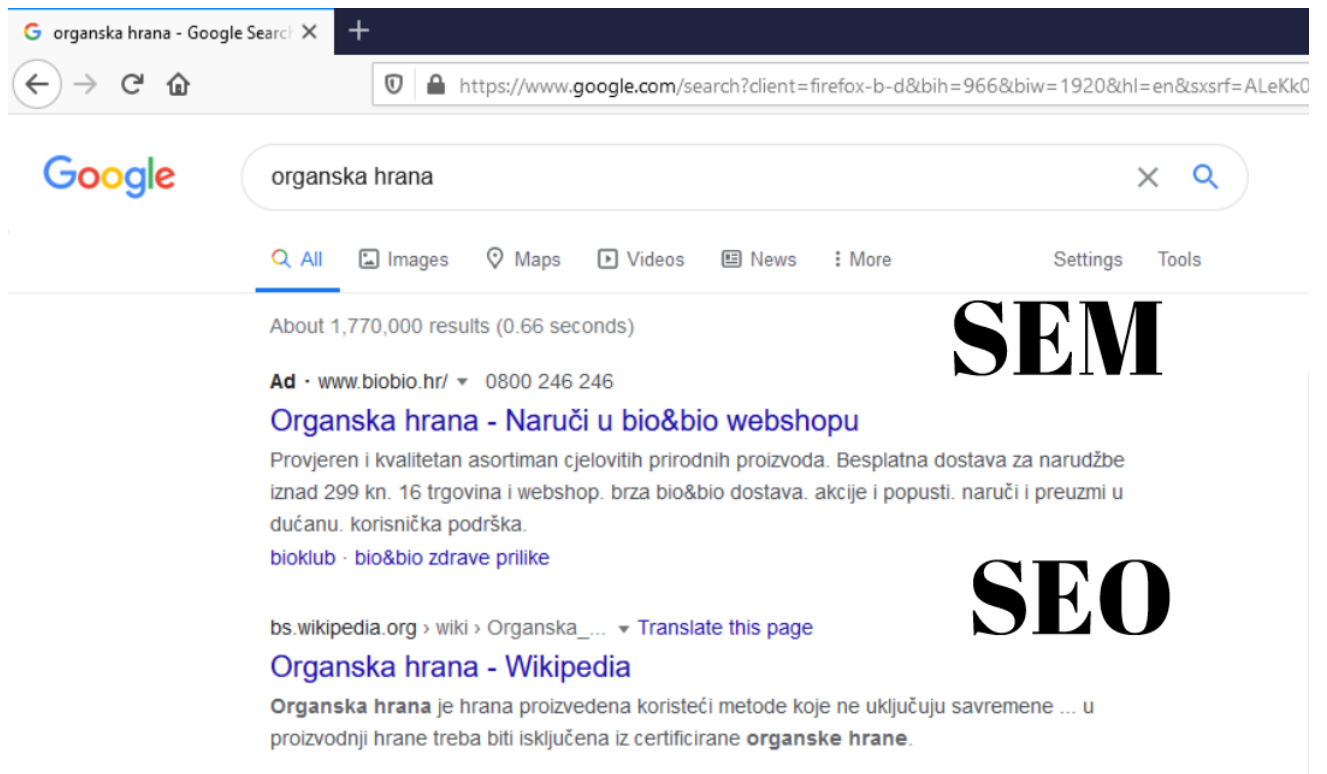 organska hrana - Google Searc
https://www.google.com/search?client=firefox-b-d&bih=966&biw=1920&hl=en&sxsrf=ALeKk0
Google
organska hrana
All Images Maps Videos News More Settings Tools
About 1,770,000 results (0.66 seconds)
SEM
Ad · www.biobio.hr/ 0800 246 246
Organska hrana - Naruči u bio&bio webshopu
Provjeren i kvalitetan asortiman cjelovitih prirodnih proizvoda. Besplatna dostava za narudžbe
iznad 299 kn. 16 trgovina i webshop. brza bio&bio dostava. akcije i popusti. naruči i preuzmi u
dućanu. korisnička podrška.
bioklub · bio&bio zdrave prilike
SEO
bs.wikipedia.org › wiki › Organska_... Translate this page
Organska hrana - Wikipedia
Organska hrana je hrana proizvedena koristeći metode koje ne uključuju savremene ... u
proizvodnji hrane treba biti isključena iz certificirane organske hrane.